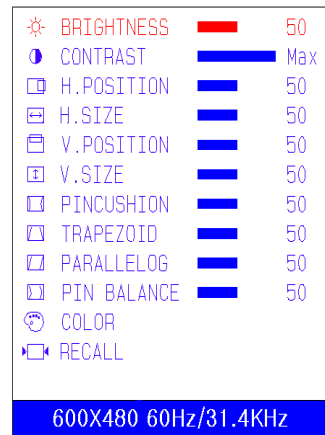 BRIGHTNESS 50
CONTRAST Max
H.POSITION 50
H.SIZE 50
V.POSITION 50
V.SIZE 50
PINCUSHION 50
TRAPEZOID 50
PARALLELOG 50
PIN BALANCE 50
COLOR
RECALL
600X480 60Hz/31.4KHz